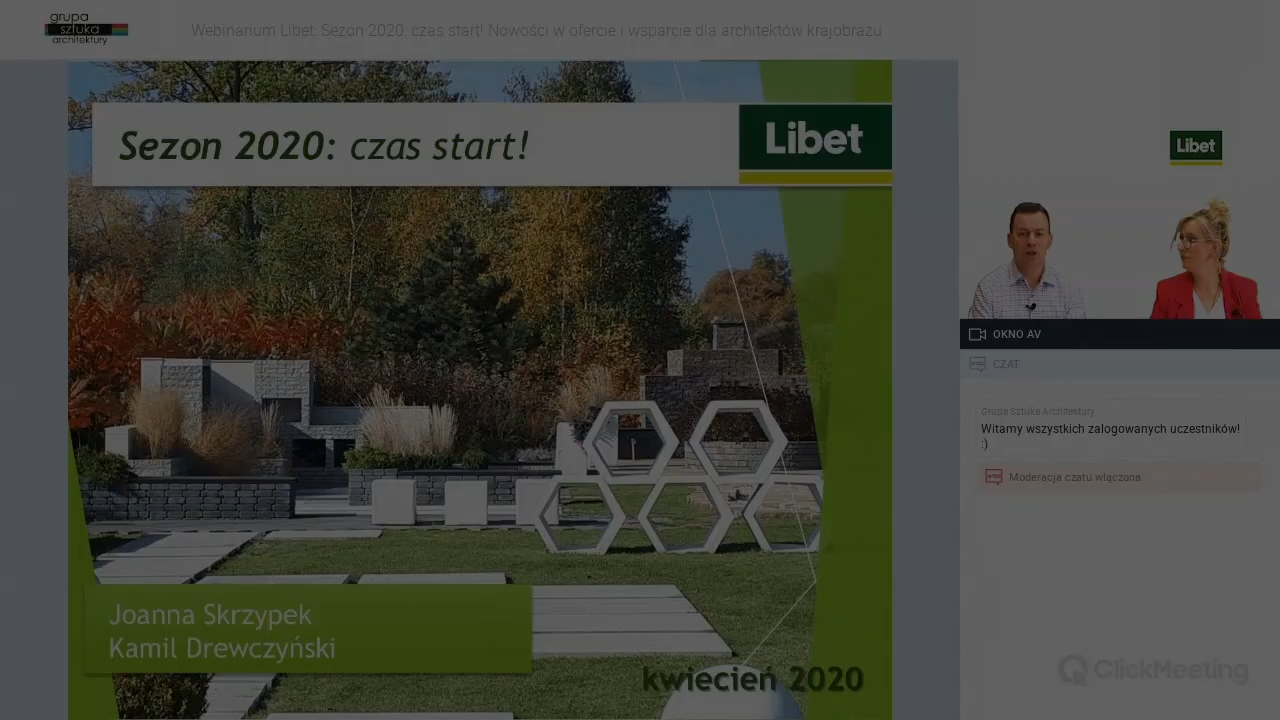 grupa
sztuka
architektury
Webinarium Libet: Sezon 2020: czas start! Nowości w ofercie i wsparcie dla architektów krajobrazu
Sezon 2020: czas start!
Libet
Libet
OKNO AV
CZAT
Grupa Sztuka Architektury
Witamy wszystkich zalogowanych uczestników!
:)
Moderacja czatu włączona
Joanna Skrzypek
Kamil Drewczyński
kwiecień 2020
ClickMeeting